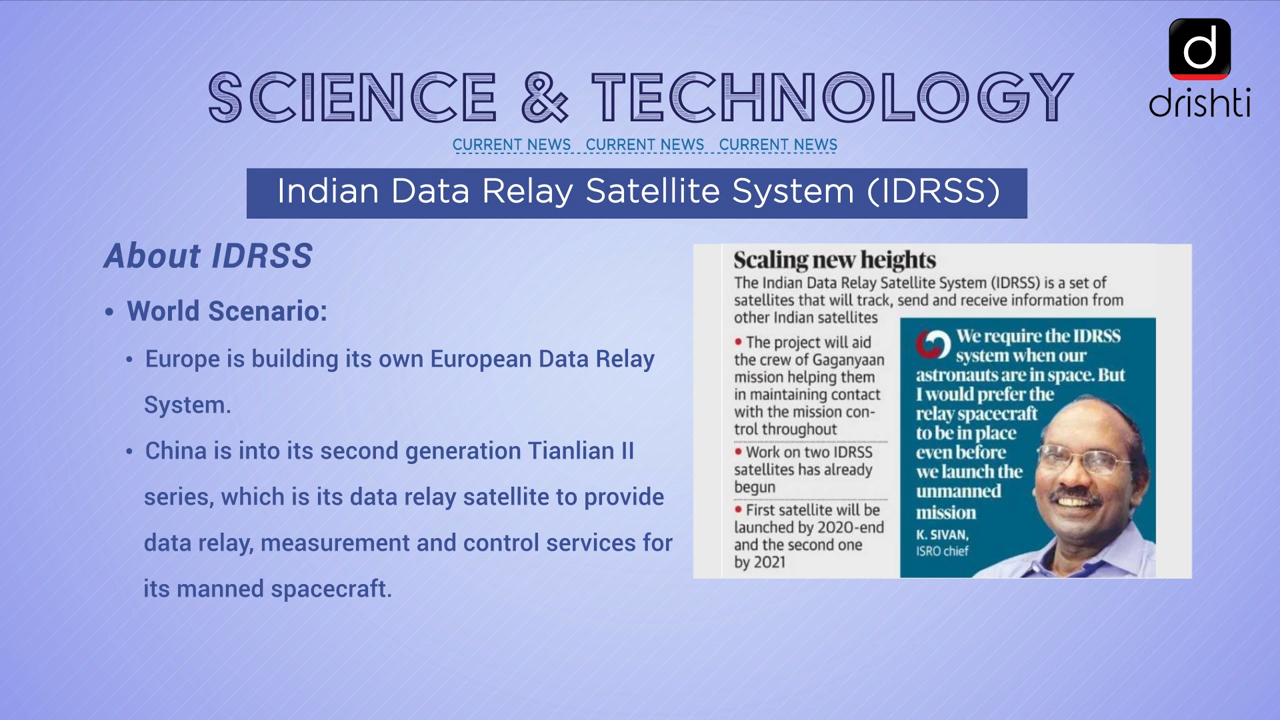 d
drishti
SCIENCE & TECHNOLOGY
CURRENT NEWS CURRENT NEWS CURRENT NEWS
Indian Data Relay Satellite System (IDRSS)
About IDRSS
• World Scenario:
• Europe is building its own European Data Relay
System.
• China is into its second generation Tianlian II
series, which is its data relay satellite to provide
data relay, measurement and control services for
its manned spacecraft.
Scaling new heights
The Indian Data Relay Satellite System (IDRSS) is a set of
satellites that will track, send and receive information from
other Indian satellites
• The project will aid
the crew of Gaganyaan
mission helping them
in maintaining contact
with the mission con-
trol throughout
• Work on two IDRSS
satellites has already
begun
• First satellite will be
launched by 2020-end
and the second one
by 2021
We require the IDRSS
system when our
astronauts are in space. But
I would prefer the
relay spacecraft
to be in place
even before
we launch the
unmanned
mission
K. SIVAN,
ISRO chief